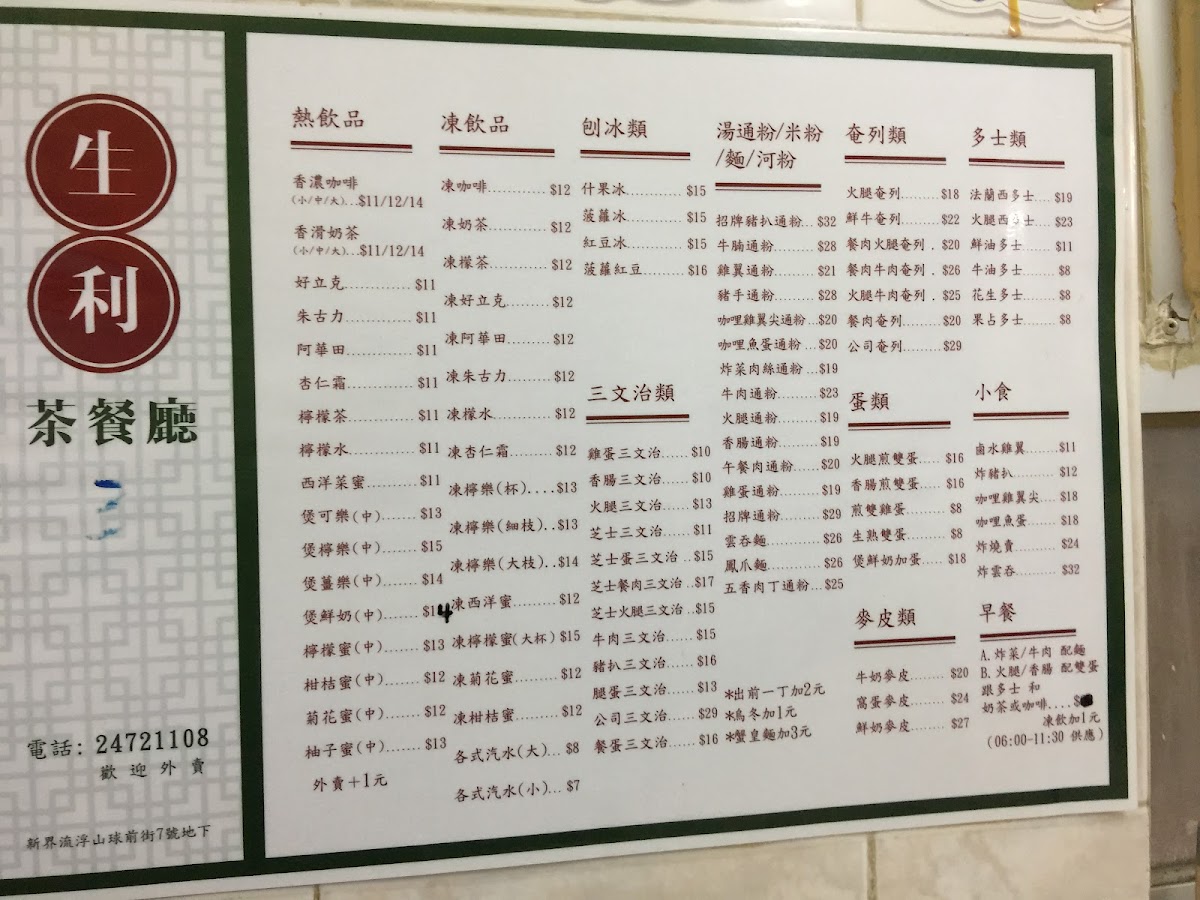 生
利
茶餐廳
電話: 24721108
歡迎外賣
新界流浮山球前街7號地下
熱飲品
香濃咖啡
(小/中/大)...$11/12/14
香滑奶茶
(小/中/大)...$11/12/14
好立克..........$11
朱古力..........$11
阿華田..........$11
杏仁霜..........$11
檸檬茶..........$11
檸檬水..........$11
西洋菜蜜.......$11
煲可樂(中)......$13
煲檸樂(中)......$15
煲薑樂(中)......$14
煲鮮奶(中)......$14
檸檬蜜(中)......$13
柑桔蜜(中)......$12
菊花蜜(中)......$12
柚子蜜(中)......$13
外賣+1元
凍飲品
凍咖啡............$12
凍奶茶............$12
凍檬茶............$12
凍好立克.........$12
凍阿華田.........$12
凍朱古力.........$12
凍檬水............$12
凍杏仁霜.........$12
凍檸樂(杯)....$13
凍檸樂(細枝)..$13
凍檸樂(大枝)..$14
凍西洋蜜.........$12
凍檸檬蜜(大杯) $15
凍菊花蜜.........$12
凍柑桔蜜.........$12
各式汽水(大)... $8
各式汽水(小)... $7
刨冰類
什果冰...........$15
菠蘿冰...........$15
紅豆冰...........$15
菠蘿紅豆........$16
三文治類
雞蛋三文治......$10
香腸三文治......$10
火腿三文治......$13
芝士三文治......$11
芝士蛋三文治 ..$15
芝士餐肉三文治..$17
芝士火腿三文治..$15
牛肉三文治......$15
豬扒三文治......$16
腿蛋三文治......$13
公司三文治......$29
餐蛋三文治......$16
湯通粉/米粉
/麵/河粉
招牌豬扒通粉... $32
牛腩通粉.........$28
雞翼通粉.........$21
豬手通粉.........$28
咖哩雞翼尖通粉...$20
咖哩魚蛋通粉 ...$20
炸菜肉絲通粉 ...$19
牛肉通粉.........$23
火腿通粉.........$19
香腸通粉.........$19
午餐肉通粉......$20
雞蛋通粉.........$19
招牌通粉.........$29
雲吞麵............$26
鳳爪麵............$26
五香肉丁通粉...$25
*出前一丁加2元
*烏冬加1元
*蟹皇麵加3元
奄列類
火腿奄列.........$18
鮮牛奄列.........$22
餐肉火腿奄列 . $20
餐肉牛肉奄列 . $26
火腿牛肉奄列 . $25
餐肉奄列.........$20
公司奄列.........$29
蛋類
火腿煎雙蛋..... $16
香腸煎雙蛋..... $16
煎雙雞蛋......... $8
生熟雙蛋......... $8
煲鮮奶加蛋..... $18
麥皮類
牛奶麥皮........ $20
窩蛋麥皮........ $24
鮮奶麥皮........ $27
多士類
法蘭西多士.... $19
火腿西多士.... $23
鮮油多士....... $11
牛油多士........ $8
花生多士........ $8
果占多士........ $8
小食
鹵水雞翼........$11
炸豬扒...........$12
咖哩雞翼尖.....$18
咖哩魚蛋........$18
炸燒賣...........$24
炸雲吞...........$32
早餐
A. 炸菜/牛肉 配麵
B. 火腿/香腸 配雙蛋
跟多士 和
奶茶或咖啡....$
凍飲加1元
(06:00-11:30 供應)